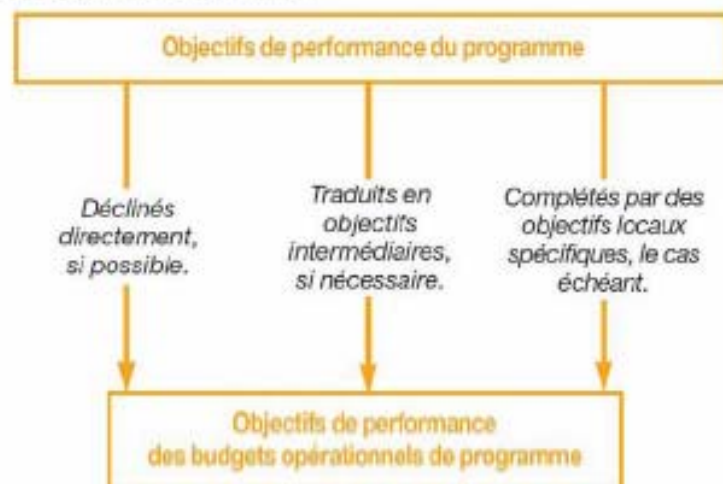 Objectifs de performance du programme
Déclinés
directement,
si possible.
Traduits en
objectifs
intermédiaires,
si nécessaire.
Complétés par des
objectifs locaux
spécifiques, le cas
échéant.
Objectifs de performance
des budgets opérationnels de programme